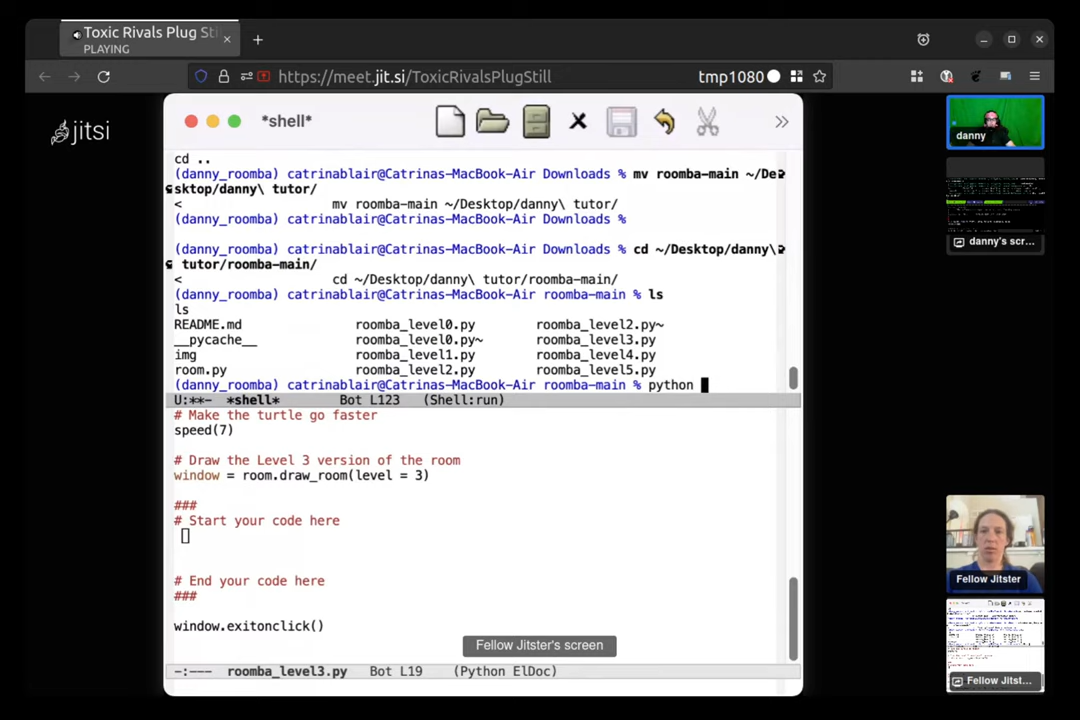 Toxic Rivals Plug Sti
PLAYING
https://meet.jit.si/ToxicRivalsPlugStill
tmp1080
jitsi
*shell*
cd ..
(danny_roomba) catrinablair@Catrinas-MacBook-Air Downloads % mv roomba-main ~/De
sktop/danny\ tutor/
< mv roomba-main ~/Desktop/danny\ tutor/
(danny_roomba) catrinablair@Catrinas-MacBook-Air Downloads %
(danny_roomba) catrinablair@Catrinas-MacBook-Air Downloads % cd ~/Desktop/danny\
tutor/roomba-main/
< cd ~/Desktop/danny\ tutor/roomba-main/
(danny_roomba) catrinablair@Catrinas-MacBook-Air roomba-main % ls
ls
README.md roomba_level0.py roomba_level2.py~
__pycache__ roomba_level0.py~ roomba_level3.py
img roomba_level1.py roomba_level4.py
room.py roomba_level2.py roomba_level5.py
(danny_roomba) catrinablair@Catrinas-MacBook-Air roomba-main % python
U:**- *shell* Bot L123 (Shell:run)
# Make the turtle go faster
speed(7)
# Draw the Level 3 version of the room
window = room.draw_room(level = 3)
###
# Start your code here
# End your code here
###
window.exitonclick()
Fellow Jitster's screen
-:--- roomba_level3.py Bot L19 (Python ElDoc)
danny
danny's scr...
Fellow Jitster
Fellow Jitst...